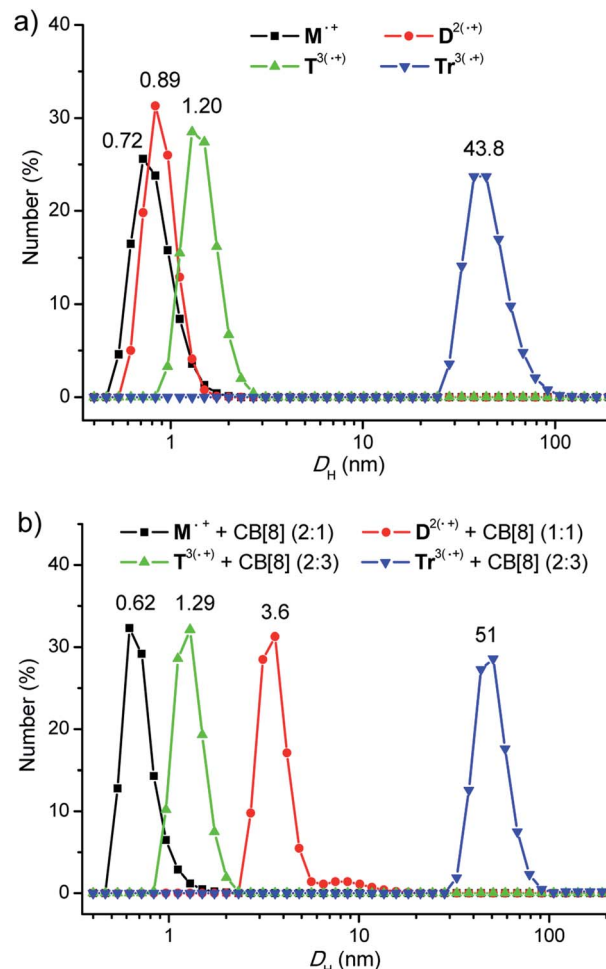 a)
M·+ D2(·+)
T3(·+) Tr3(·+)
40
30
20
10
0
Number (%)
0.72
0.89
1.20
43.8
1 10 100
DH (nm)
b)
M·+ + CB[8] (2:1) D2(·+) + CB[8] (1:1)
T3(·+) + CB[8] (2:3) Tr3(·+) + CB[8] (2:3)
40
30
20
10
0
Number (%)
0.62
1.29
3.6
51
1 10 100
DH (nm)